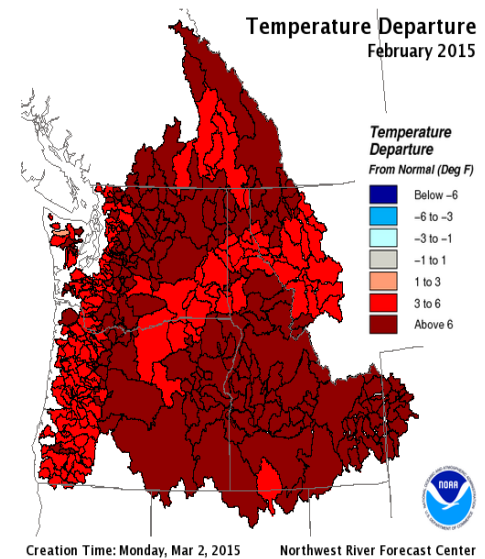 Temperature Departure
February 2015
Temperature
Departure
From Normal (Deg F)
Below −6
−6 to −3
−3 to −1
−1 to 1
1 to 3
3 to 6
Above 6
NOAA
Creation Time: Monday, Mar 2, 2015
Northwest River Forecast Center